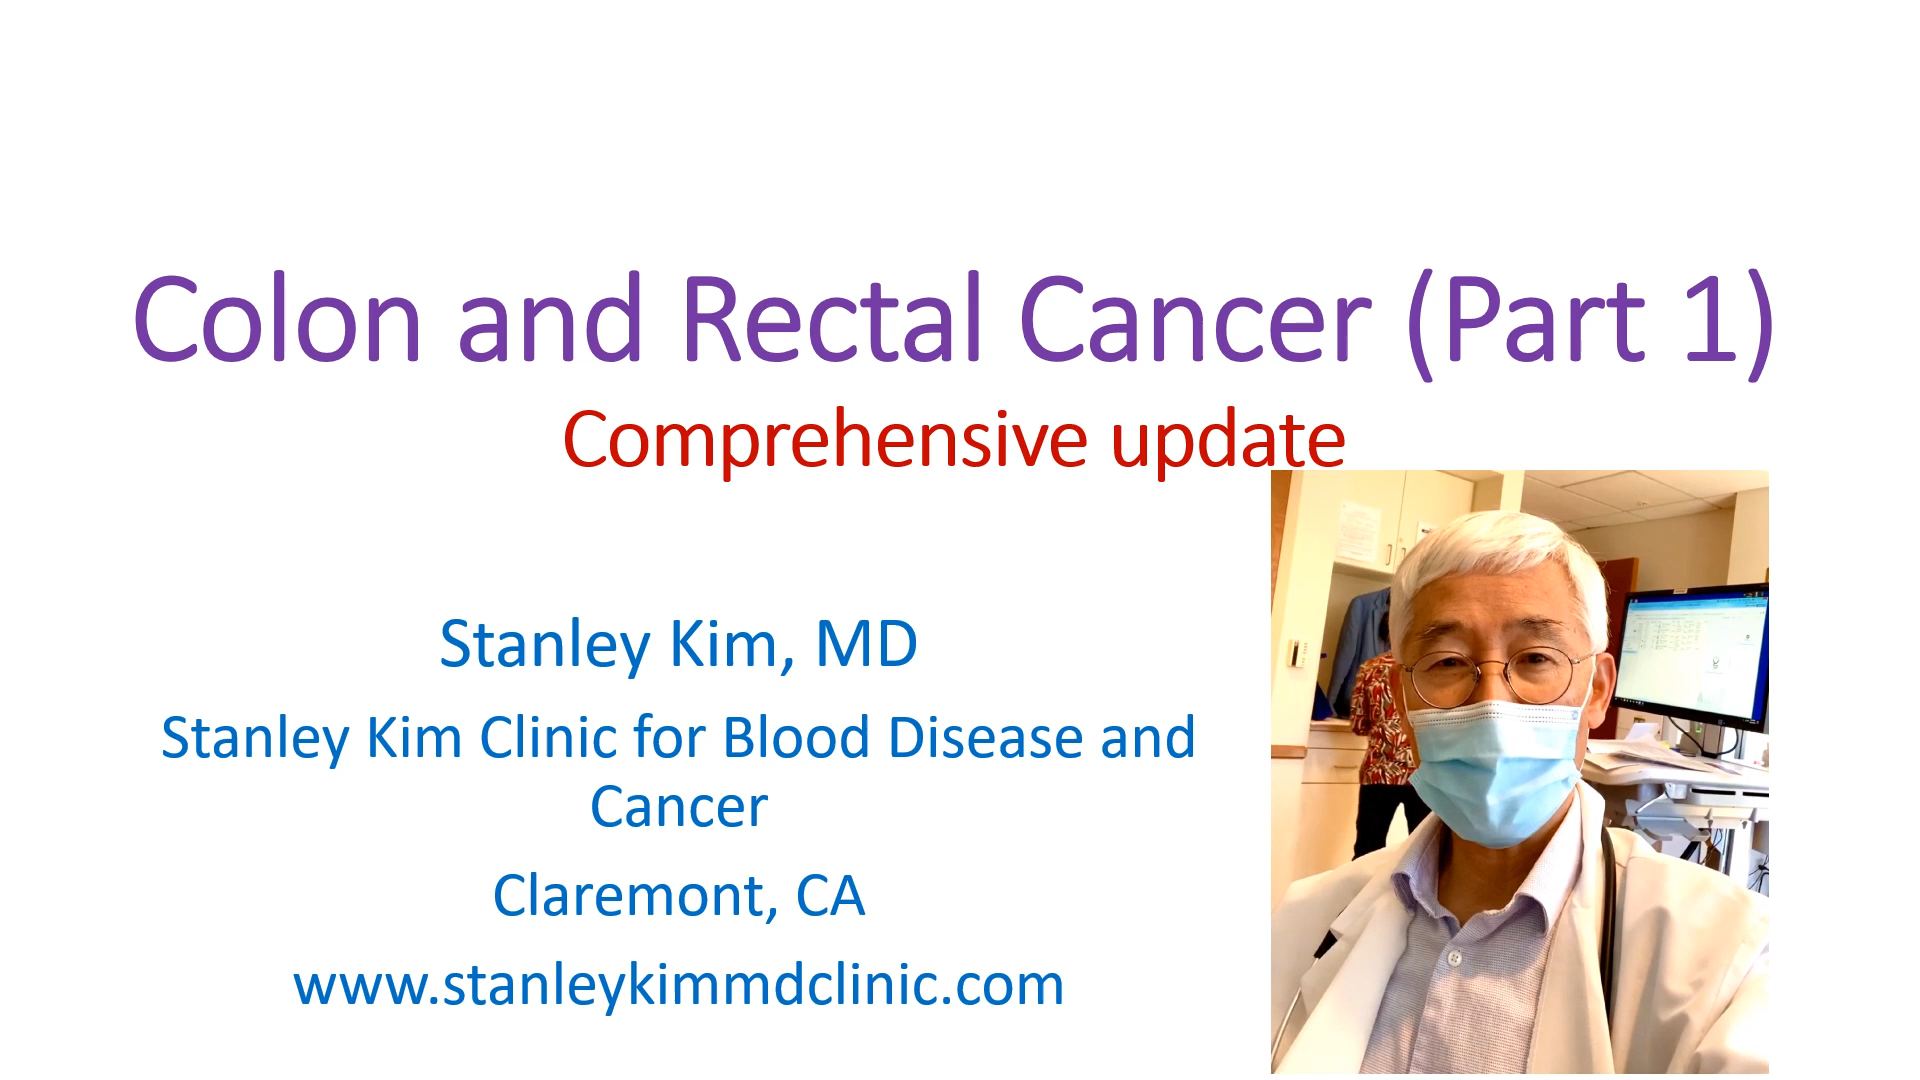 Colon and Rectal Cancer (Part 1)
Comprehensive update
Stanley Kim, MD
Stanley Kim Clinic for Blood Disease and
Cancer
Claremont, CA
www.stanleykimmdclinic.com